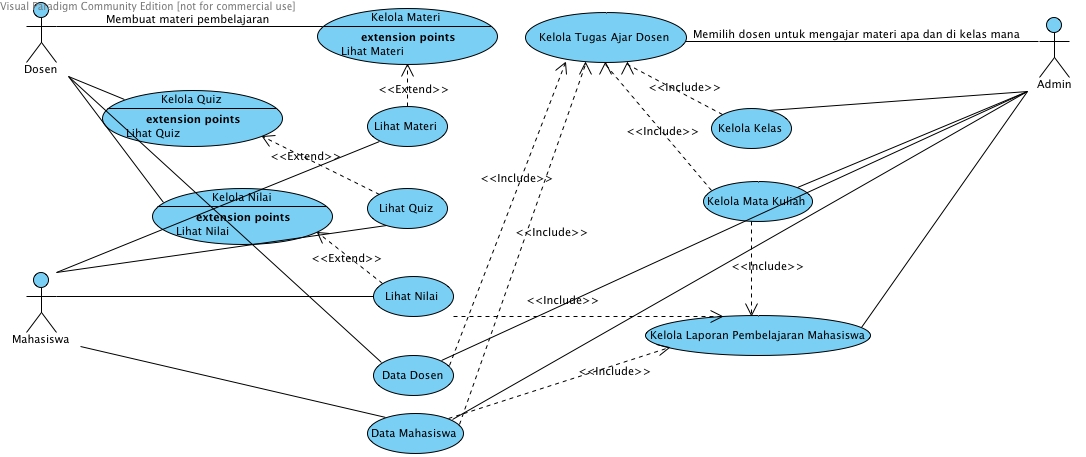 Visual Paradigm Community Edition [not for commercial use]
Membuat materi pembelajaran
Kelola Materi
extension points
Lihat Materi
Kelola Tugas Ajar Dosen
Memilih dosen untuk mengajar materi apa dan di kelas mana
Dosen
Admin
<<Extend>>
<<Include>>
Kelola Quiz
extension points
Lihat Quiz
Lihat Materi
Kelola Kelas
<<Include>>
<<Extend>>
<<Include>>
Kelola Nilai
extension points
Lihat Nilai
Lihat Quiz
Kelola Mata Kuliah
<<Include>>
<<Extend>>
<<Include>>
Lihat Nilai
<<Include>>
Mahasiswa
Kelola Laporan Pembelajaran Mahasiswa
Data Dosen
<<Include>>
Data Mahasiswa